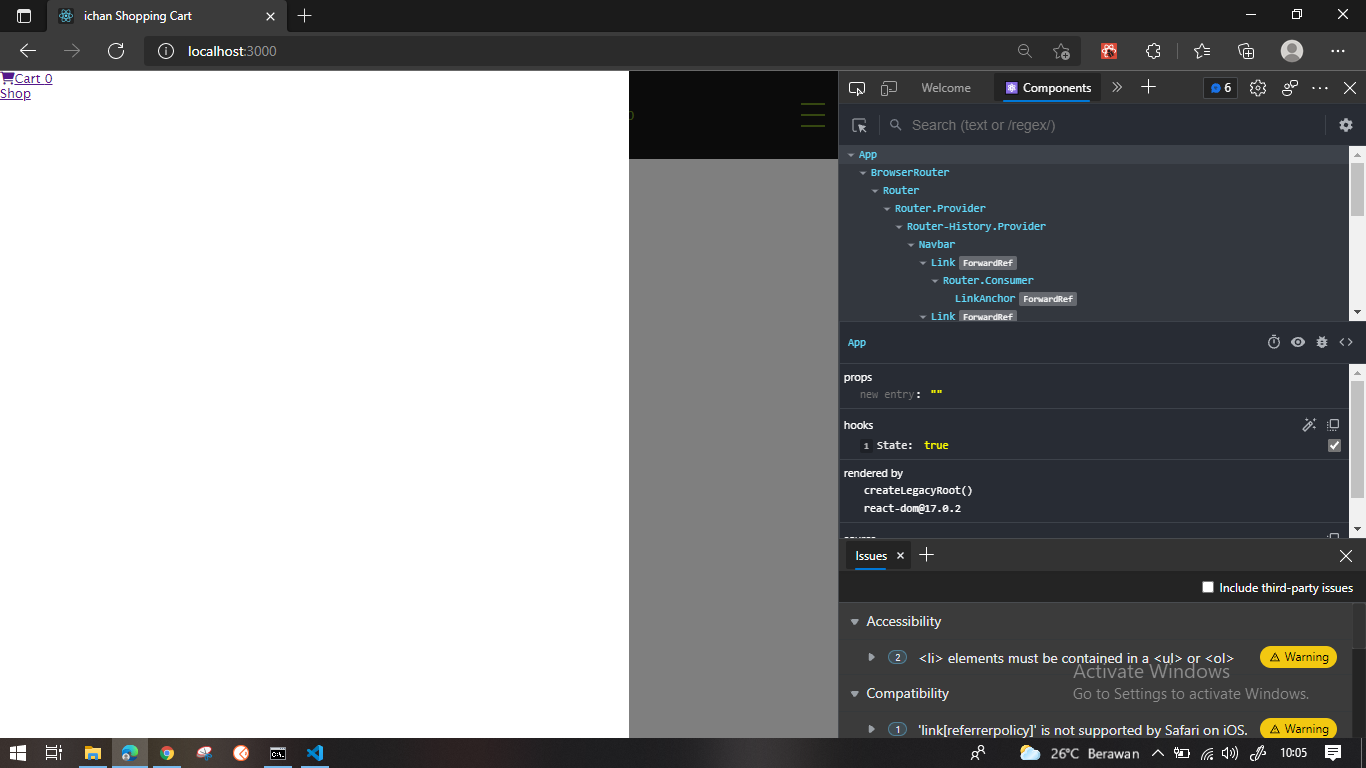 ichan Shopping Cart
localhost:3000
Cart 0
Shop
Welcome
Components
6
Search (text or /regex/)
App
BrowserRouter
Router
Router.Provider
Router-History.Provider
Navbar
Link ForwardRef
Router.Consumer
LinkAnchor ForwardRef
Link ForwardRef
App
props
new entry: ""
hooks
1 State: true
rendered by
createLegacyRoot()
react-dom@17.0.2
Issues
Include third-party issues
Accessibility
2 <li> elements must be contained in a <ul> or <ol> Warning
Activate Windows
Compatibility
Go to Settings to activate Windows.
1 'link[referrerpolicy]' is not supported by Safari on iOS. Warning
26°C Berawan
10:05